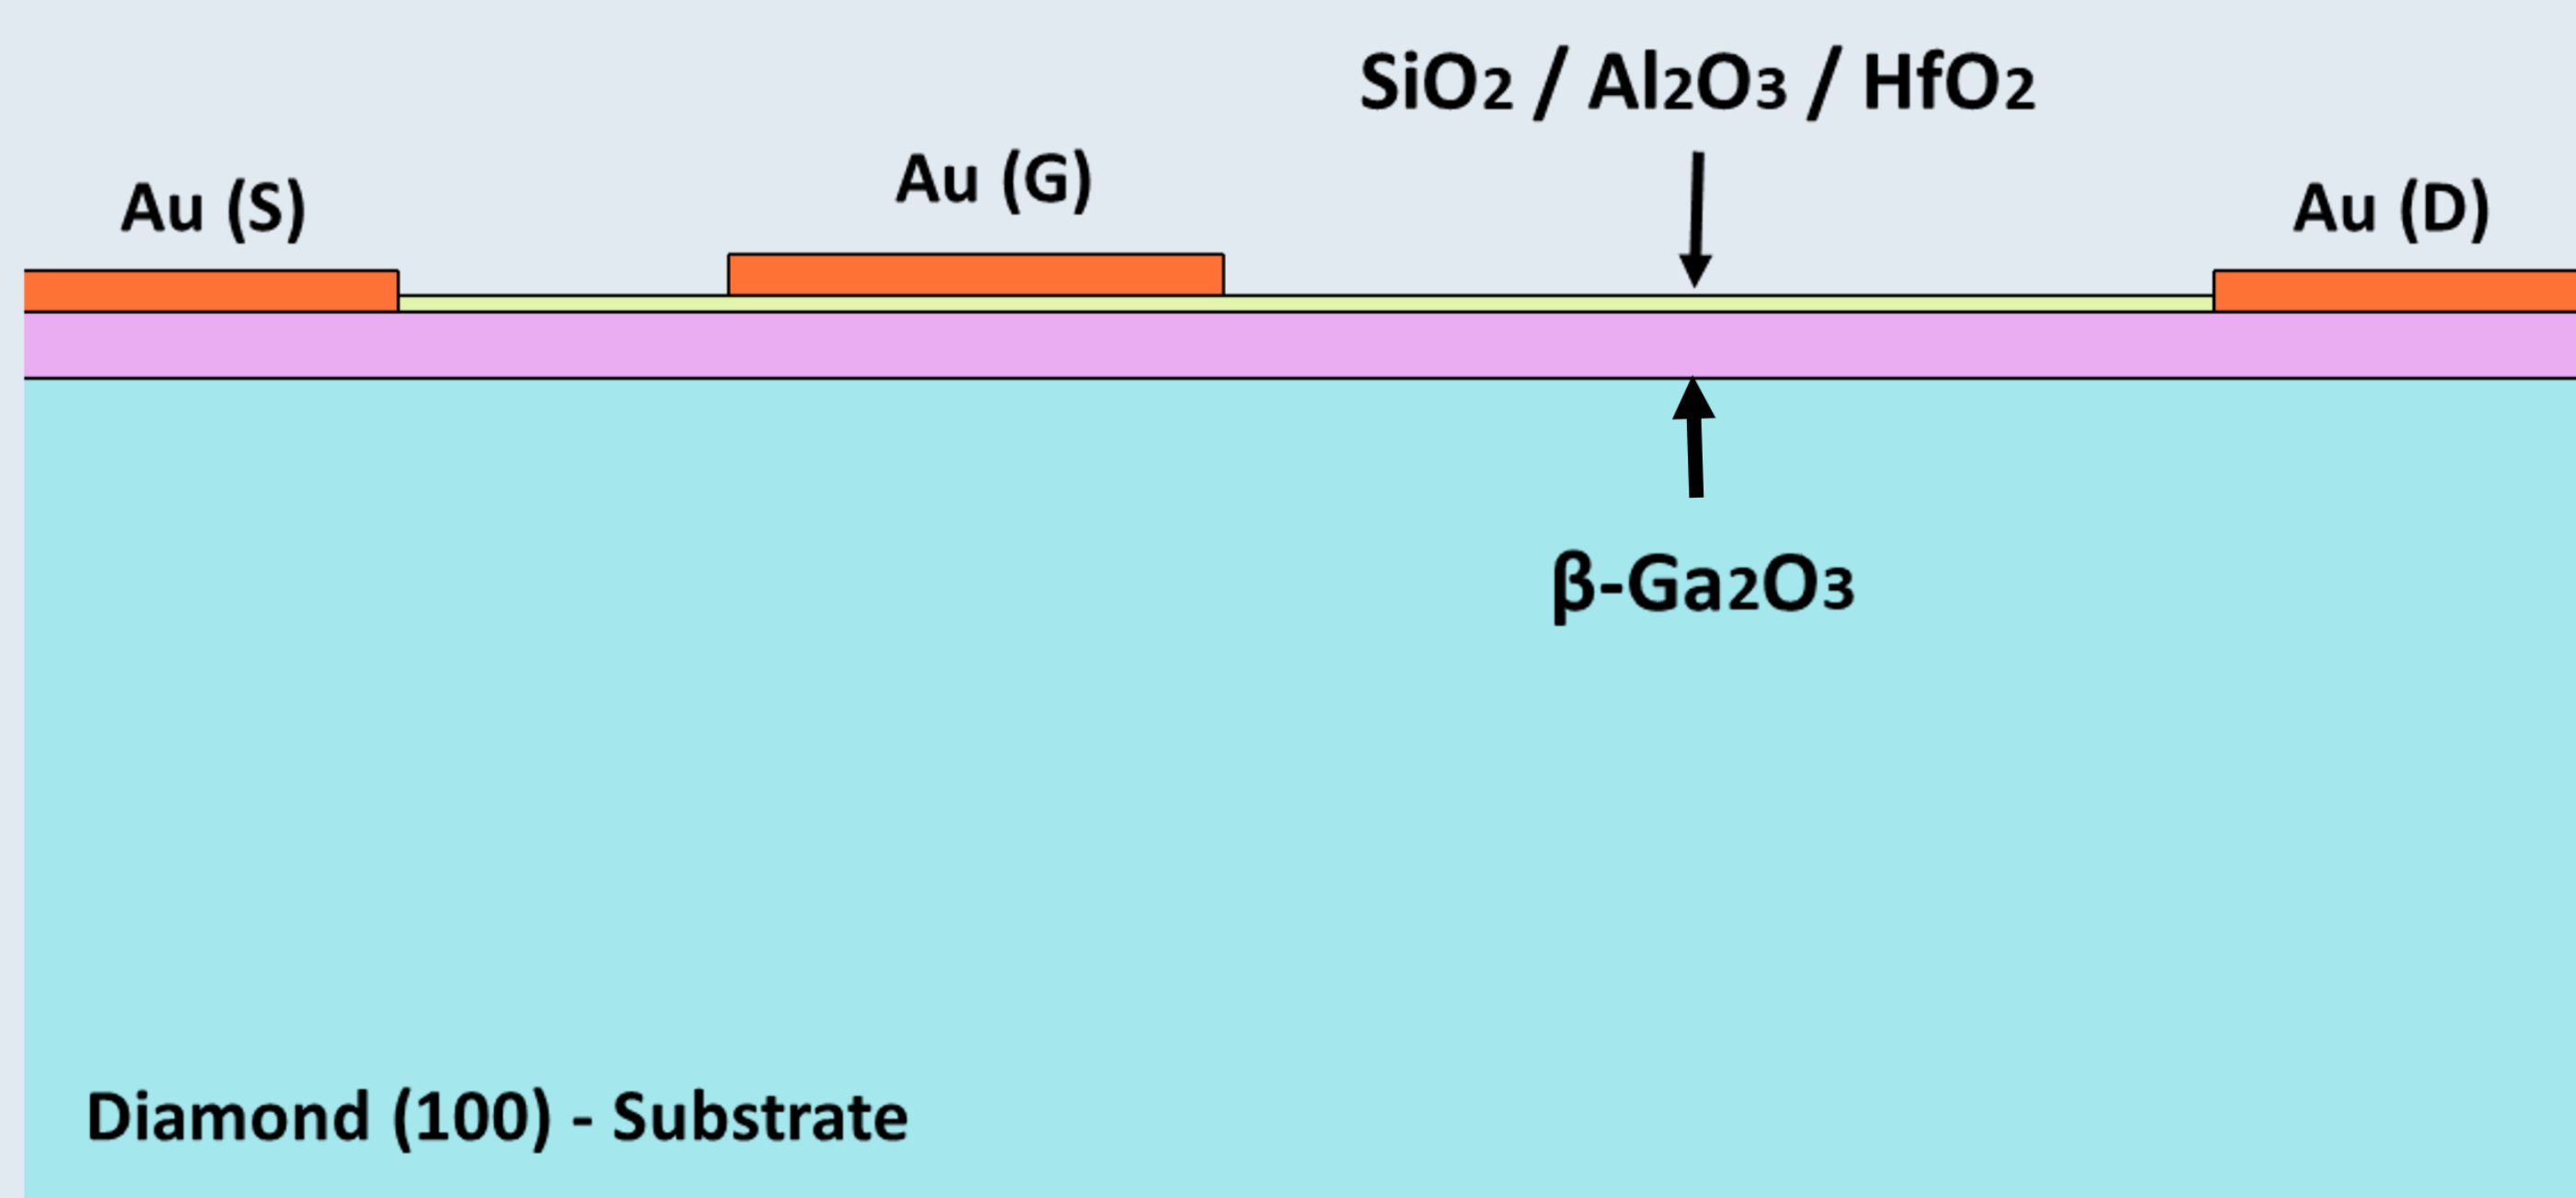 SiO2 / Al2O3 / HfO2
Au (G)
Au (S)
Au (D)
β-Ga2O3
Diamond (100) - Substrate